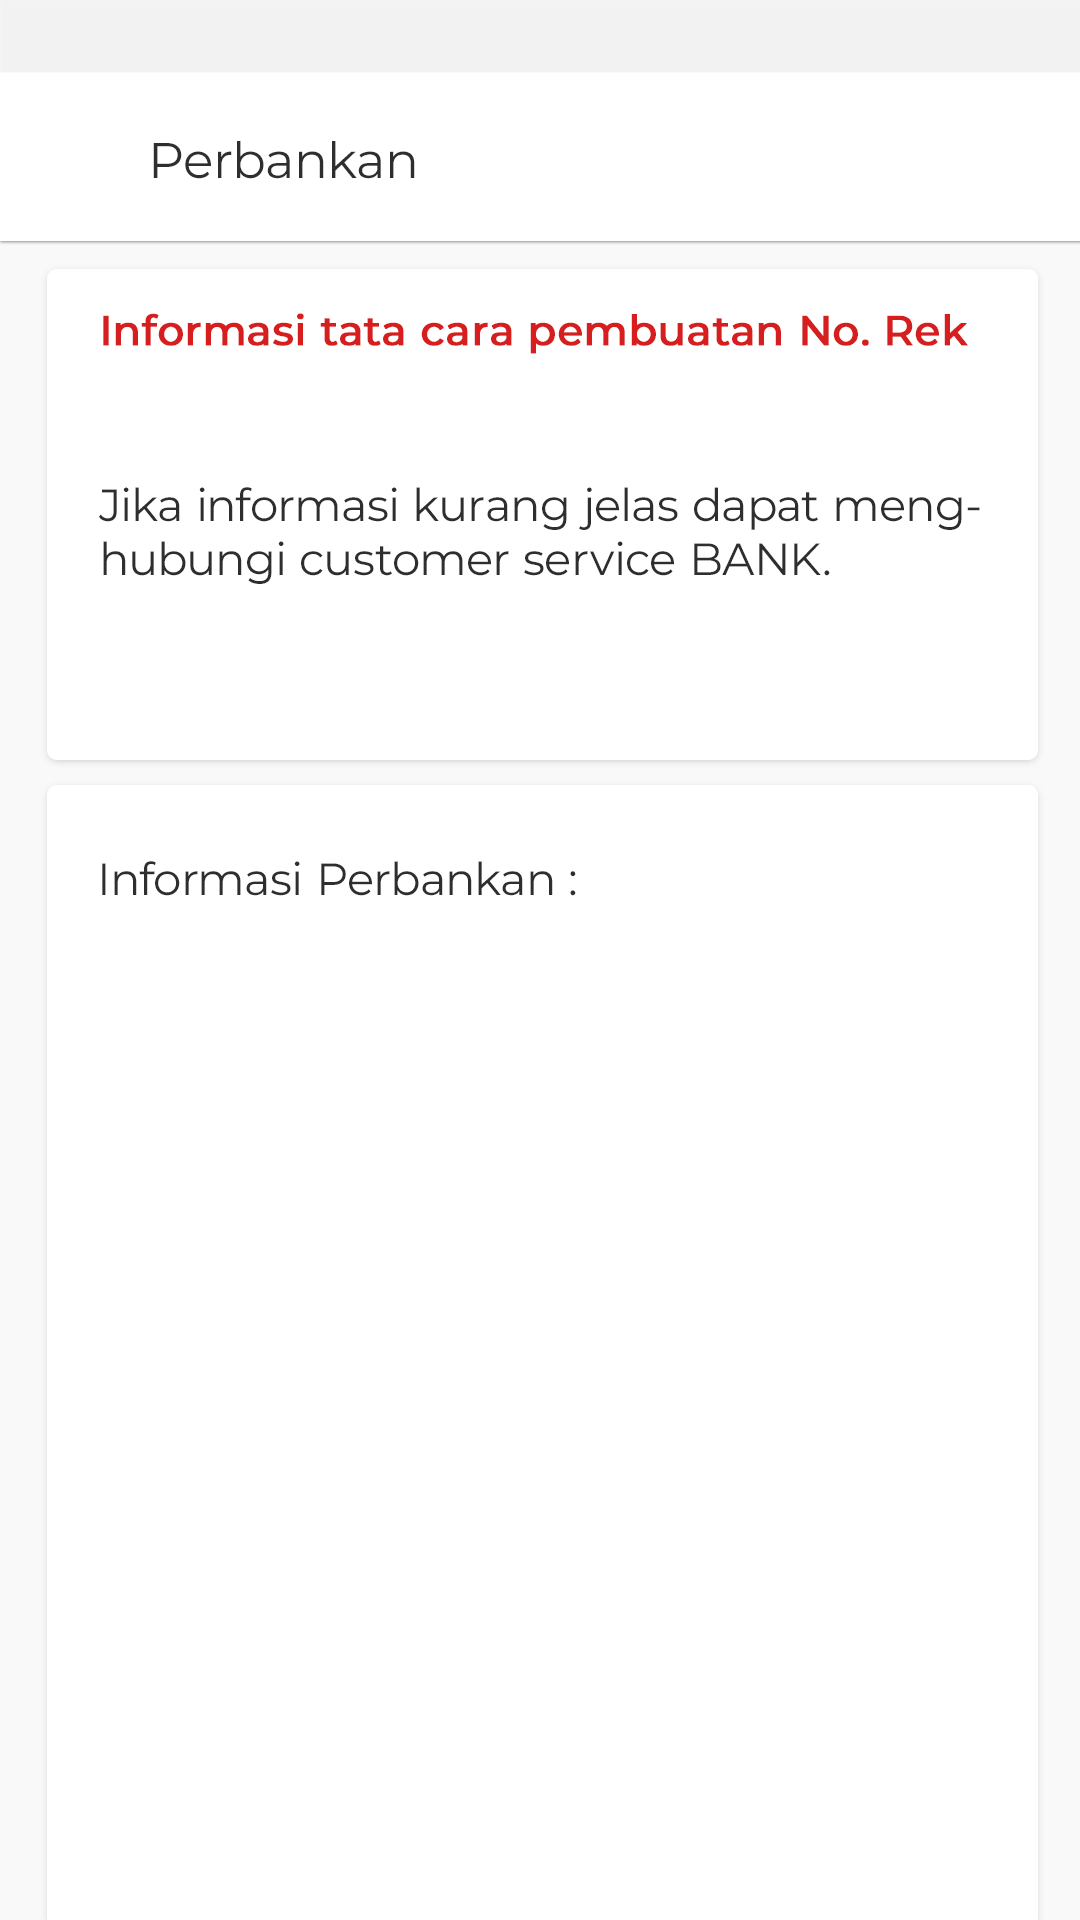 Perbankan
Informasi tata cara pembuatan No. Rek
Jika informasi kurang jelas dapat meng-
hubungi customer service BANK.
Informasi Perbankan :